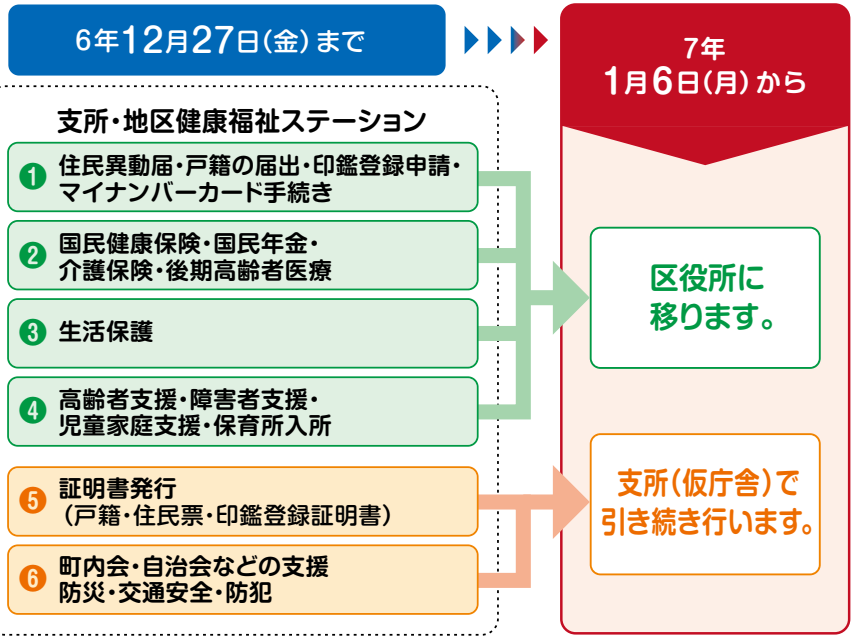 6年12月27日(金)まで
7年
1月6日(月)から
支所・地区健康福祉ステーション
❶ 住民異動届・戸籍の届出・印鑑登録申請・
マイナンバーカード手続き
❷ 国民健康保険・国民年金・
介護保険・後期高齢者医療
❸ 生活保護
❹ 高齢者支援・障害者支援・
児童家庭支援・保育所入所
区役所に
移ります。
❺ 証明書発行
(戸籍・住民票・印鑑登録証明書)
❻ 町内会・自治会などの支援
防災・交通安全・防犯
支所(仮庁舎)で
引き続き行います。